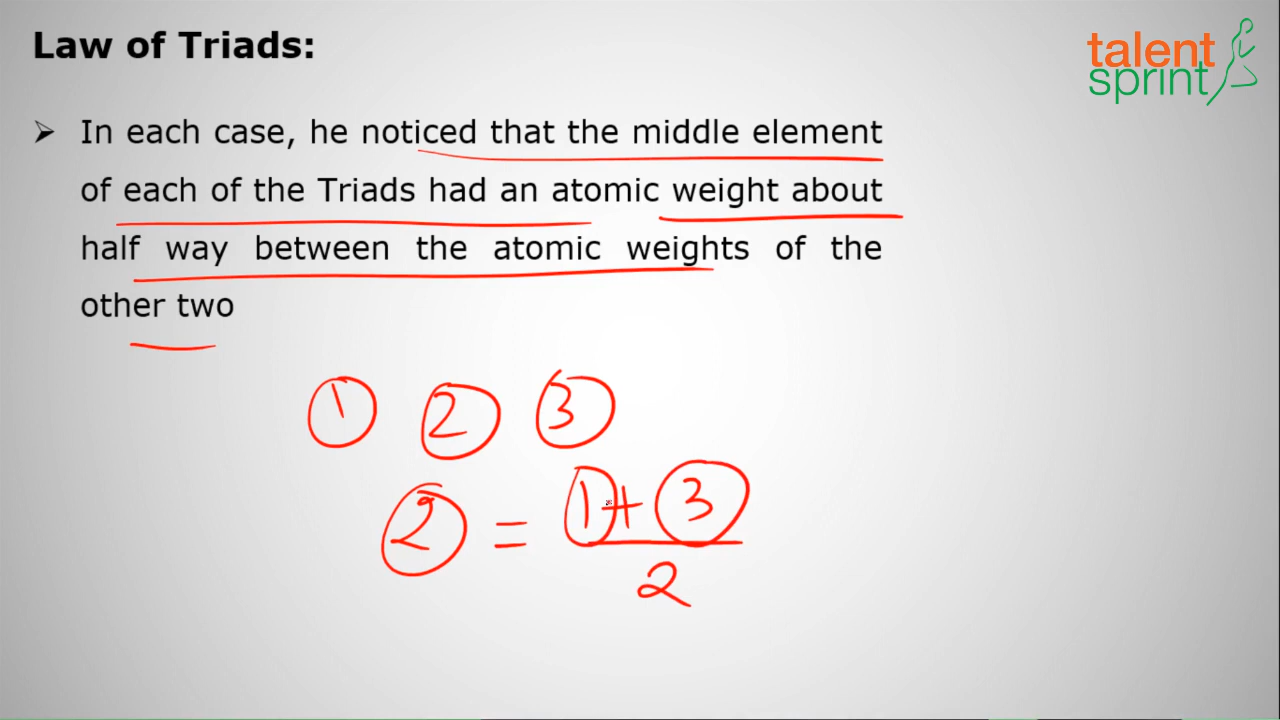 Law of Triads:
talent
sprint
➤ In each case, he noticed that the middle element
of each of the Triads had an atomic weight about
half way between the atomic weights of the
other two
1 2 3
2 = 1 + 3
2